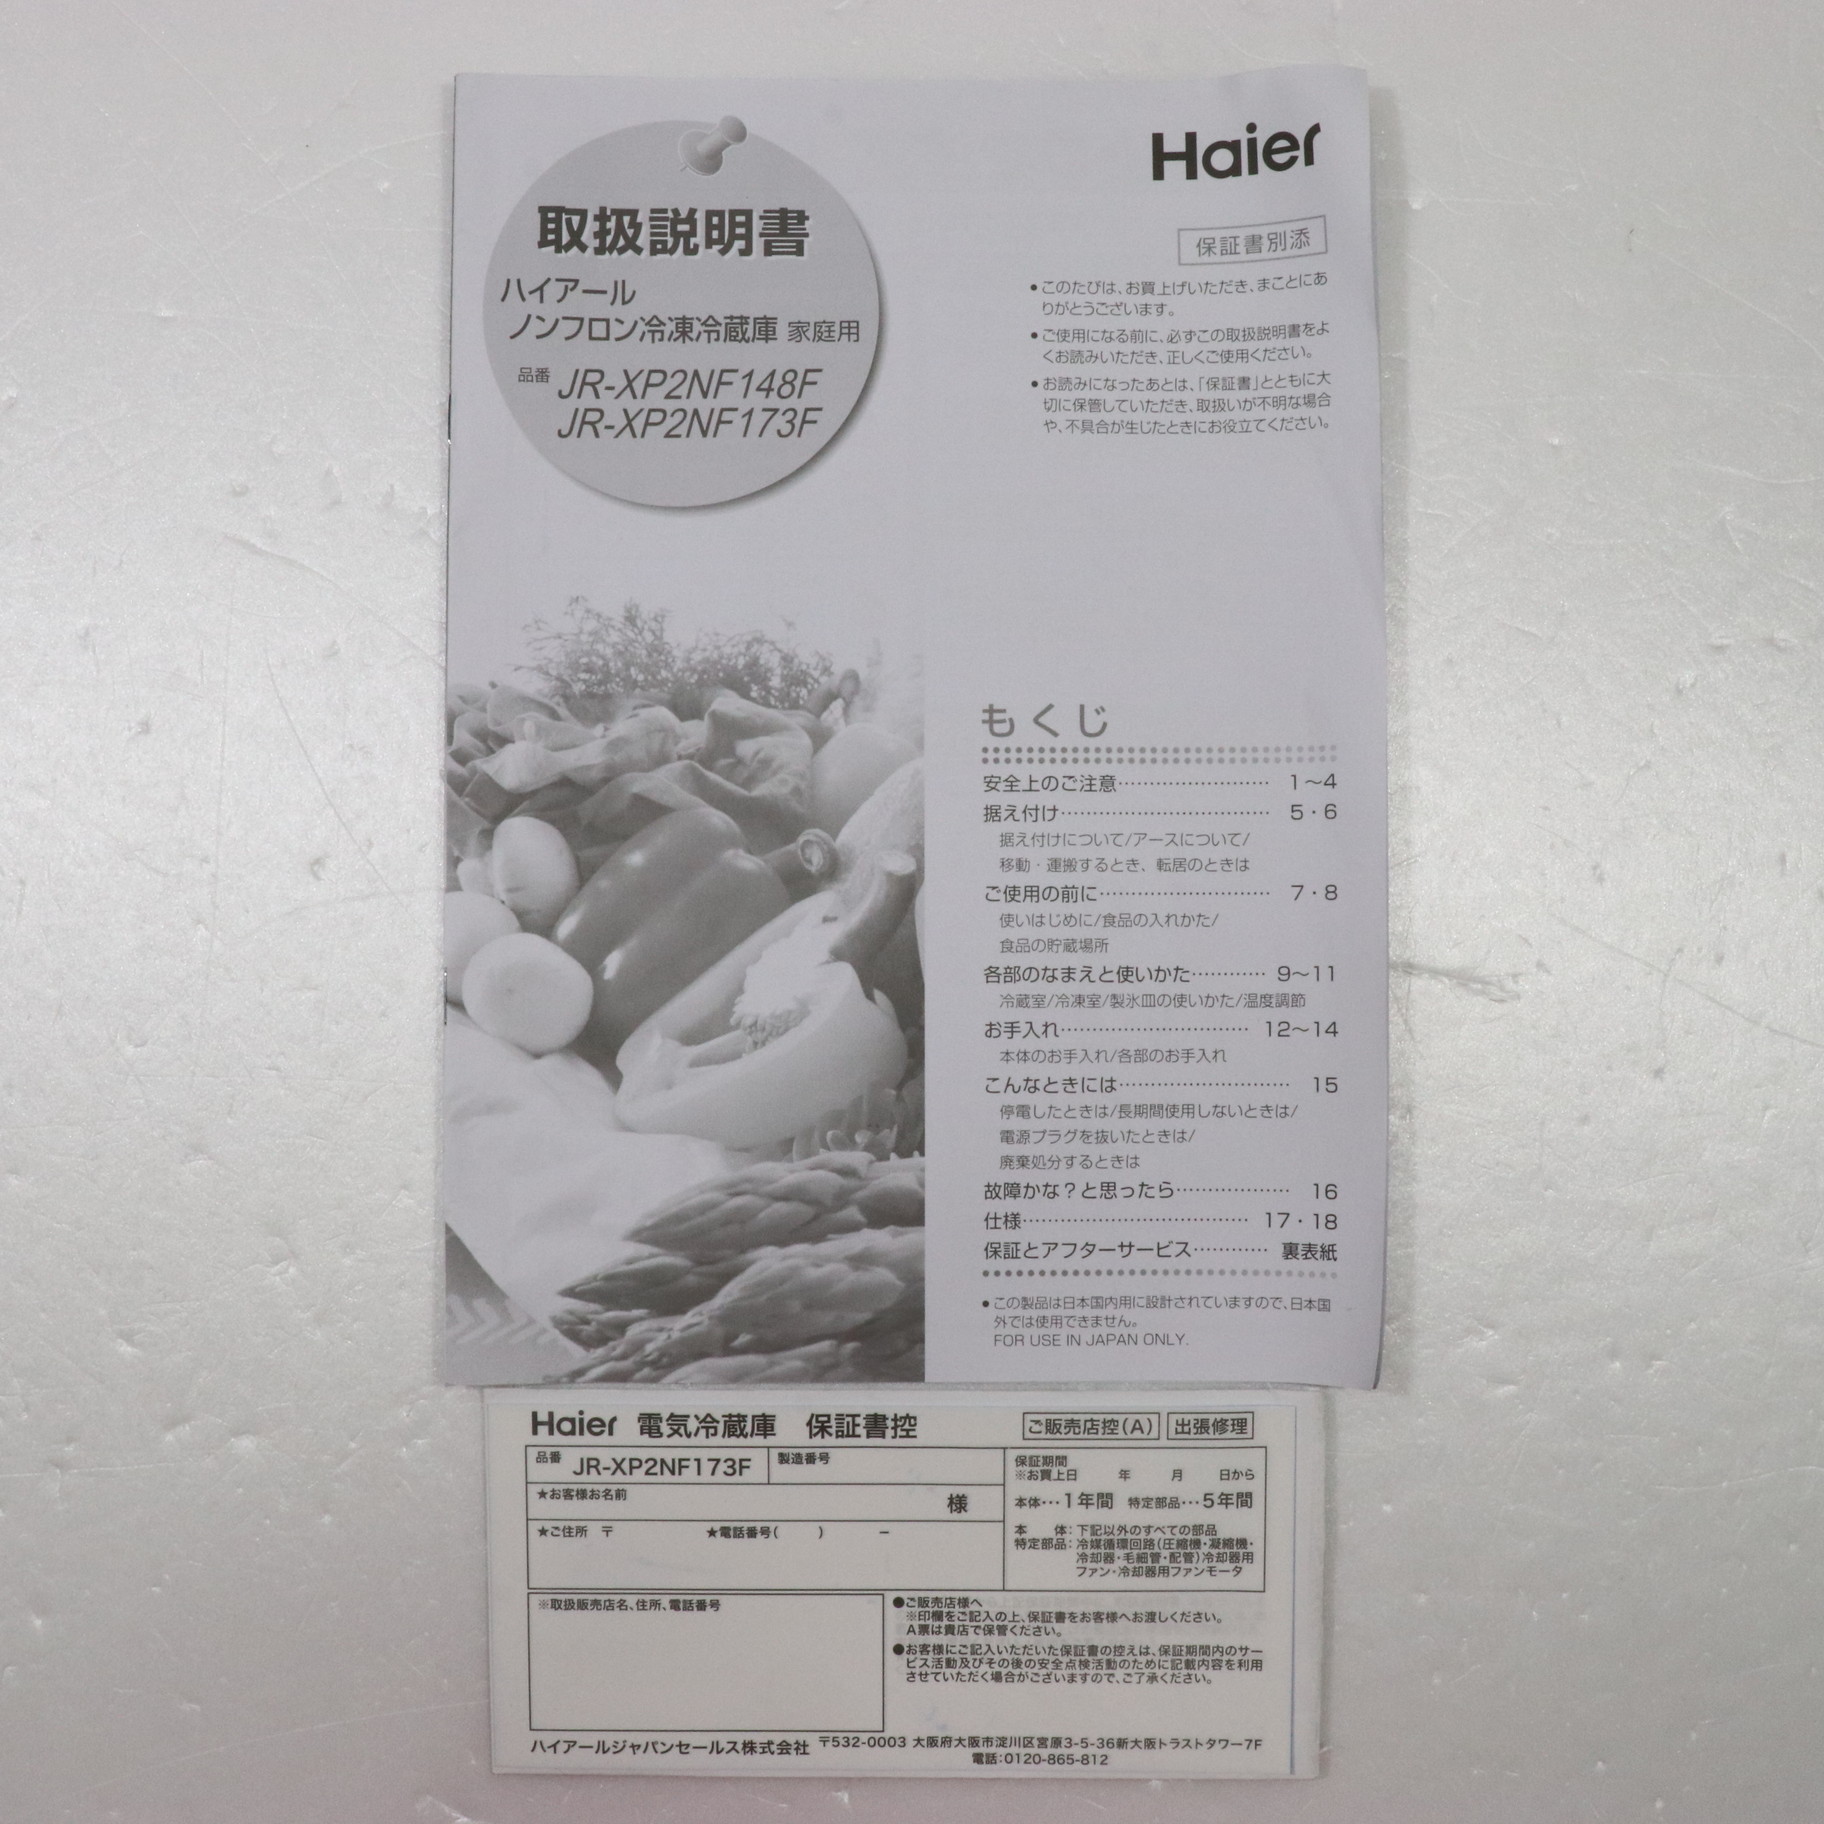 Haier
取扱説明書
ハイアール
ノンフロン冷凍冷蔵庫 家庭用
品番 JR-XP2NF148F
JR-XP2NF173F
保証書別添
●このたびは、お買上げいただき、まことにあ
りがとうございます。
●ご使用になる前に、必ずこの取扱説明書をよ
くお読みいただき、正しくご使用ください。
●お読みになったあとは、「保証書」とともに大
切に保管していただき、取扱いが不明な場合
や、不具合が生じたときにお役立てください。
もくじ
安全上のご注意…………………… 1〜4
据え付け…………………………… 5・6
据え付けについて/アースについて/
移動・運搬するとき、転居のときは
ご使用の前に……………………… 7・8
使いはじめに/食品の入れかた/
食品の貯蔵場所
各部のなまえと使いかた………… 9〜11
冷蔵室/冷凍室/製氷皿の使いかた/温度調節
お手入れ………………………… 12〜14
本体のお手入れ/各部のお手入れ
こんなときには……………………… 15
停電したときは/長期間使用しないときは/
電源プラグを抜いたときは/
廃棄処分するときは
故障かな？と思ったら……………… 16
仕様……………………………… 17・18
保証とアフターサービス………… 裏表紙
●この製品は日本国内用に設計されていますので、日本国
外では使用できません。
FOR USE IN JAPAN ONLY.
Haier 電気冷蔵庫 保証書控 ご販売店控(A) 出張修理
品番 JR-XP2NF173F 製造番号
★お客様お名前 様
★ご住所 〒 ★電話番号( ) −
保証期間
※お買上日 年 月 日から
本体…1年間 特定部品…5年間
本 体：下記以外のすべての部品
特定部品：冷媒循環回路(圧縮機・凝縮機・
冷却器・毛細管・配管)冷却器用
ファン・冷却器用ファンモータ
※取扱販売店名、住所、電話番号
●ご販売店様へ
※印欄をご記入の上、保証書をお客様へお渡しください。
A票は貴店で保管ください。
●お客様にご記入いただいた保証書の控えは、保証期間内のサー
ビス活動及びその後の安全点検活動のために記載内容を利用
させていただく場合がございますので、ご了承ください。
ハイアールジャパンセールス株式会社 〒532-0003 大阪府大阪市淀川区宮原3-5-36新大阪トラストタワー7F
電話：0120-865-812